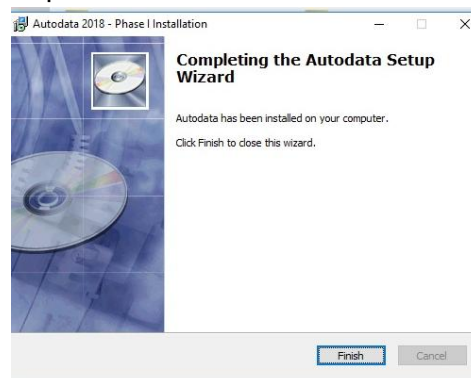 Autodata 2018 - Phase I Installation
Completing the Autodata Setup
Wizard
Autodata has been installed on your computer.
Click Finish to close this wizard.
Finish
Cancel